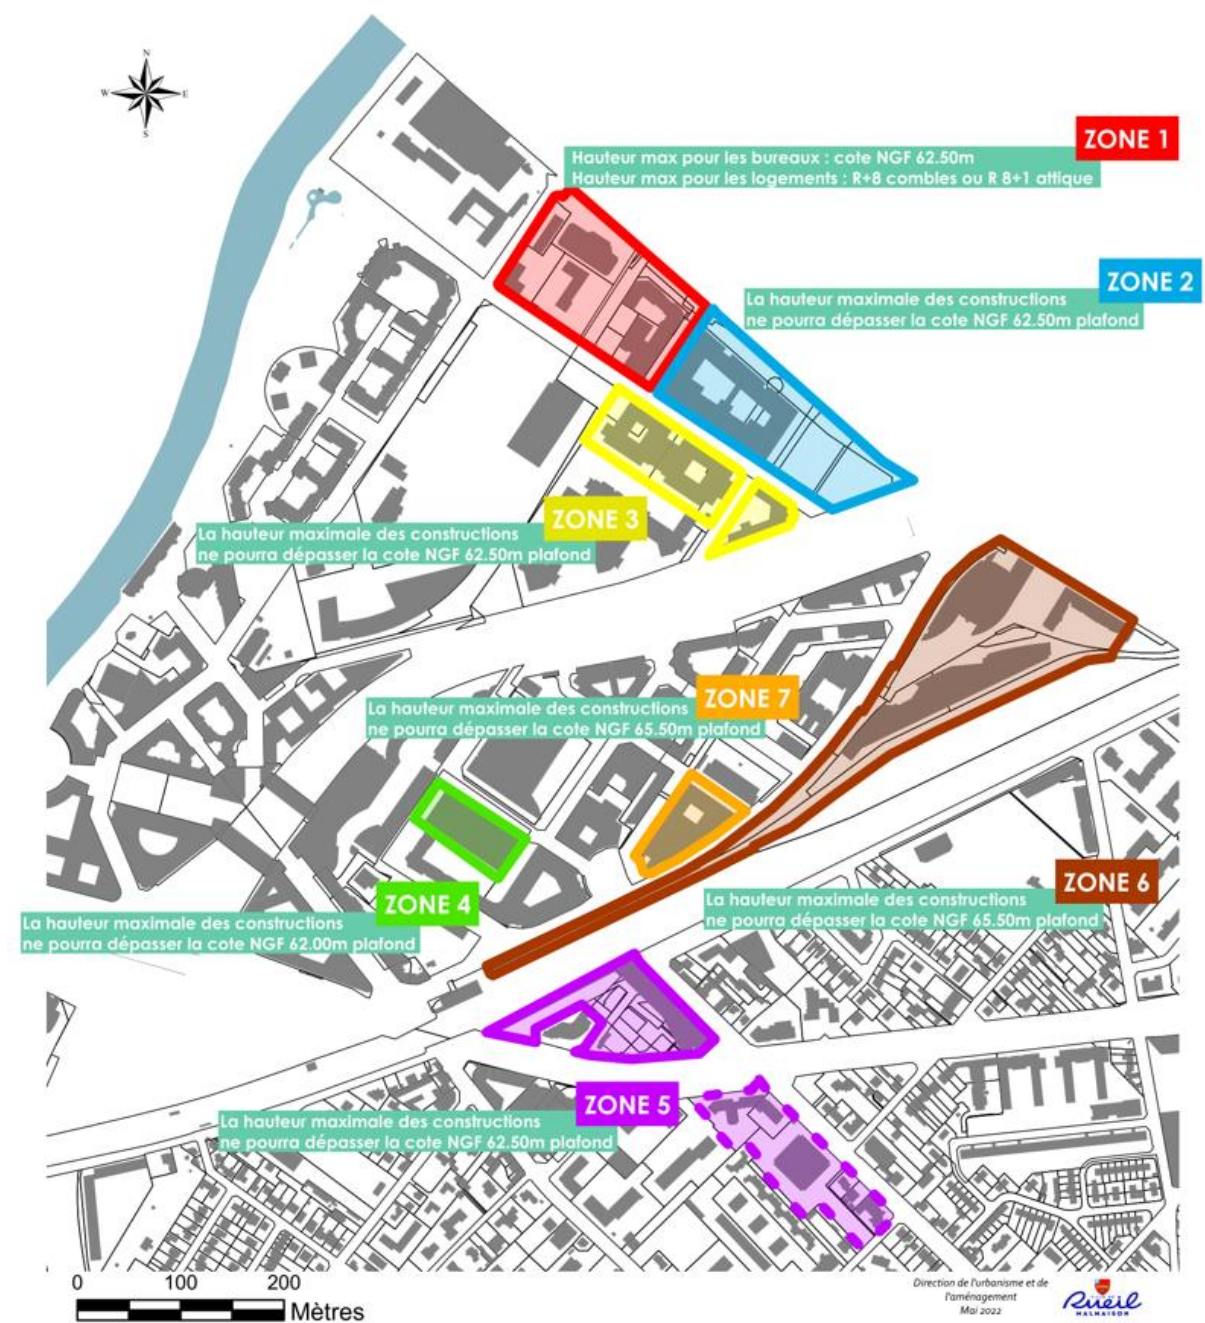 N
W
E
S
ZONE 1
Hauteur max pour les bureaux : cote NGF 62.50m
Hauteur max pour les logements : R+8 combles ou R 8+1 attique
ZONE 2
La hauteur maximale des constructions
ne pourra dépasser la cote NGF 62.50m plafond
ZONE 3
La hauteur maximale des constructions
ne pourra dépasser la cote NGF 62.50m plafond
ZONE 7
La hauteur maximale des constructions
ne pourra dépasser la cote NGF 65.50m plafond
ZONE 6
La hauteur maximale des constructions
ne pourra dépasser la cote NGF 65.50m plafond
ZONE 4
La hauteur maximale des constructions
ne pourra dépasser la cote NGF 62.00m plafond
ZONE 5
La hauteur maximale des constructions
ne pourra dépasser la cote NGF 62.50m plafond
0 100 200
Mètres
Direction de l'urbanisme et de
l'aménagement
Mai 2022
Rueil
MALMAISON